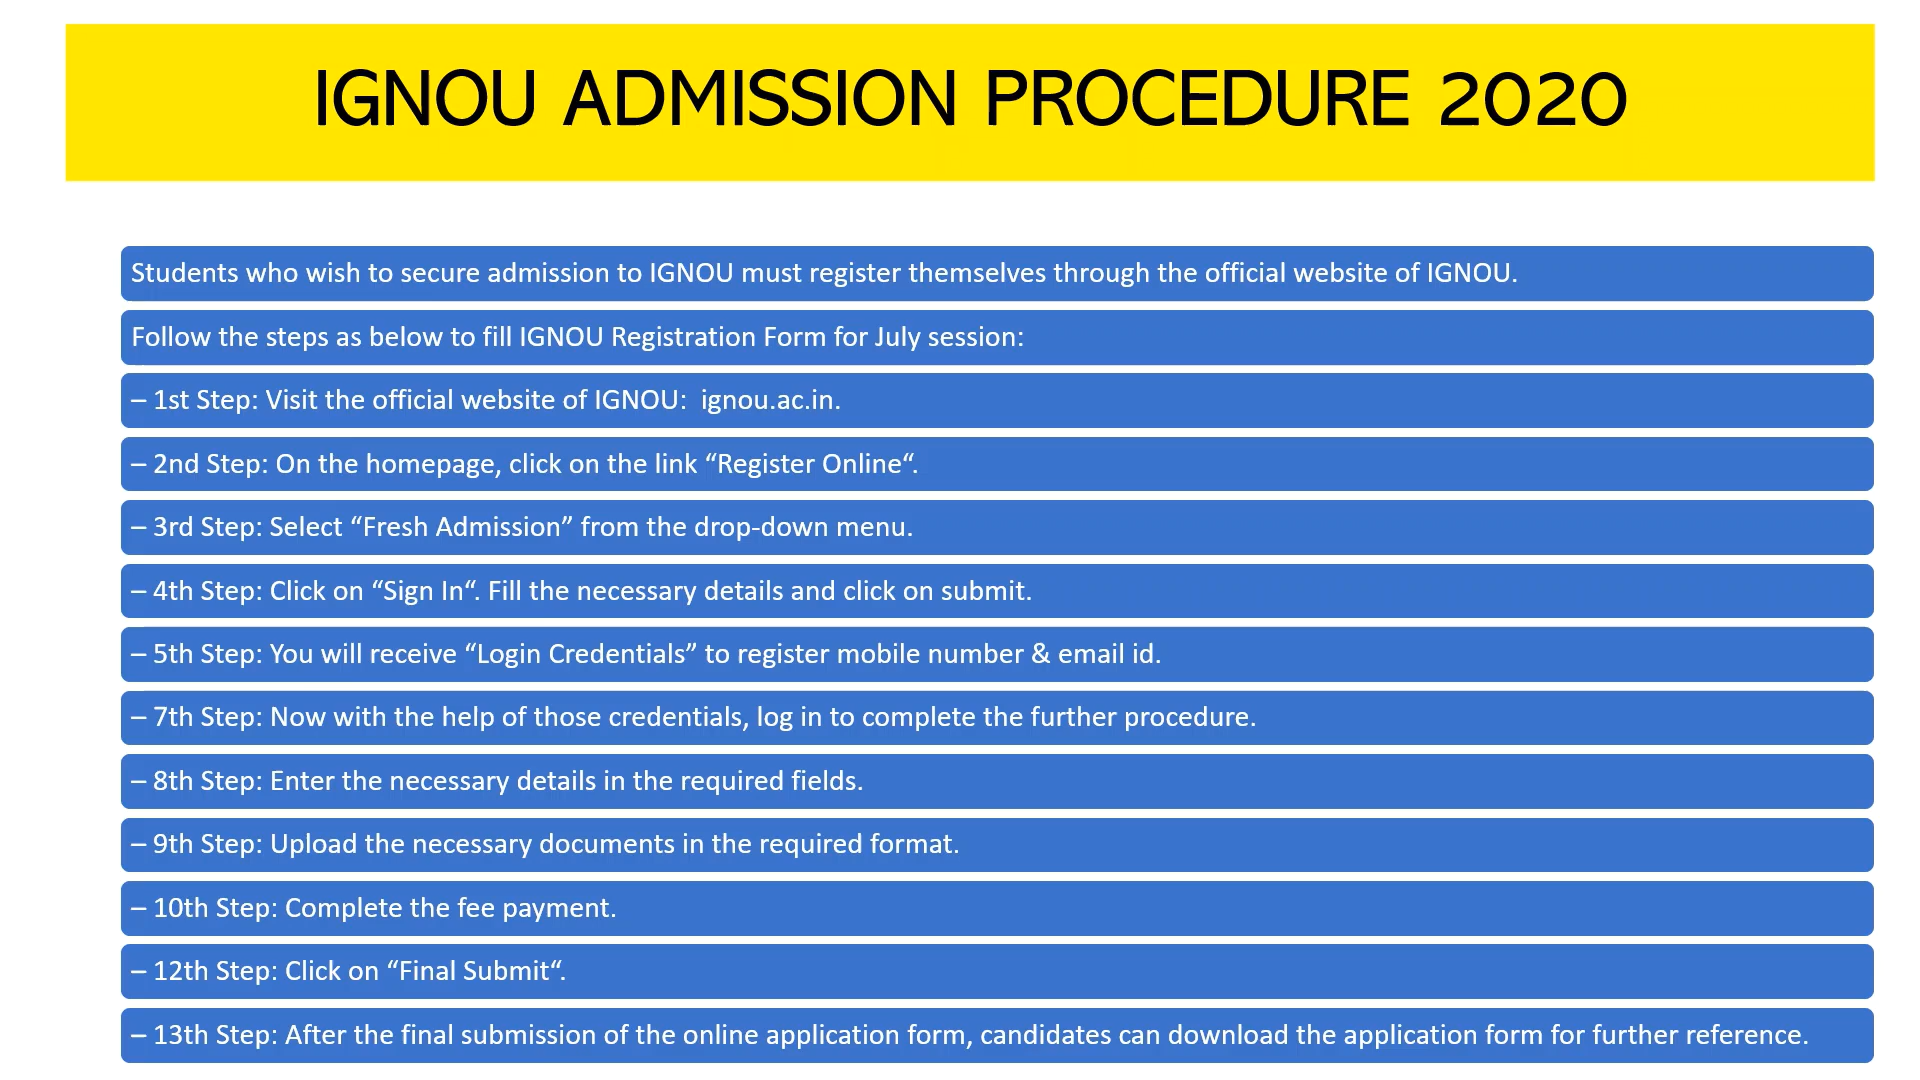 IGNOU ADMISSION PROCEDURE 2020
Students who wish to secure admission to IGNOU must register themselves through the official website of IGNOU.
Follow the steps as below to fill IGNOU Registration Form for July session:
– 1st Step: Visit the official website of IGNOU:  ignou.ac.in.
– 2nd Step: On the homepage, click on the link “Register Online“.
– 3rd Step: Select “Fresh Admission” from the drop-down menu.
– 4th Step: Click on “Sign In“. Fill the necessary details and click on submit.
– 5th Step: You will receive “Login Credentials” to register mobile number & email id.
– 7th Step: Now with the help of those credentials, log in to complete the further procedure.
– 8th Step: Enter the necessary details in the required fields.
– 9th Step: Upload the necessary documents in the required format.
– 10th Step: Complete the fee payment.
– 12th Step: Click on “Final Submit“.
– 13th Step: After the final submission of the online application form, candidates can download the application form for further reference.